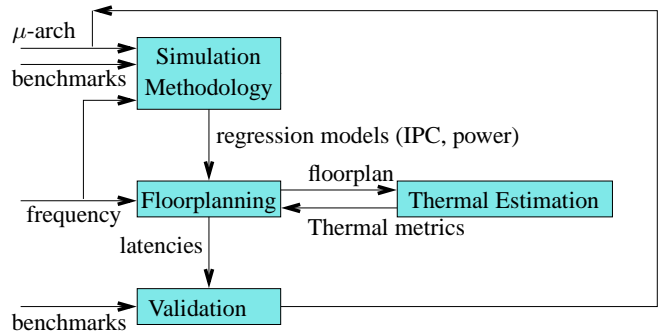 μ-arch
benchmarks
Simulation
Methodology
regression models (IPC, power)
floorplan
frequency
Floorplanning
Thermal Estimation
Thermal metrics
latencies
benchmarks
Validation